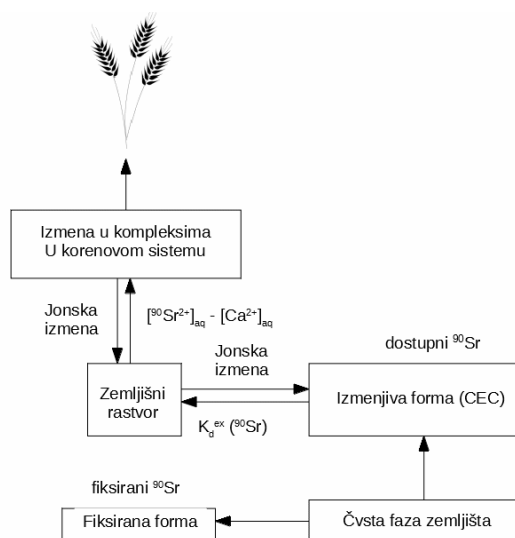 Izmena u kompleksima
U korenovom sistemu
Jonska
izmena
[⁹⁰Sr²⁺]aq - [Ca²⁺]aq
Jonska
izmena
dostupni ⁹⁰Sr
Zemljišni
rastvor
Izmenjiva forma (CEC)
Kdᵉˣ (⁹⁰Sr)
fiksirani ⁹⁰Sr
Fiksirana forma
Čvsta faza zemljišta